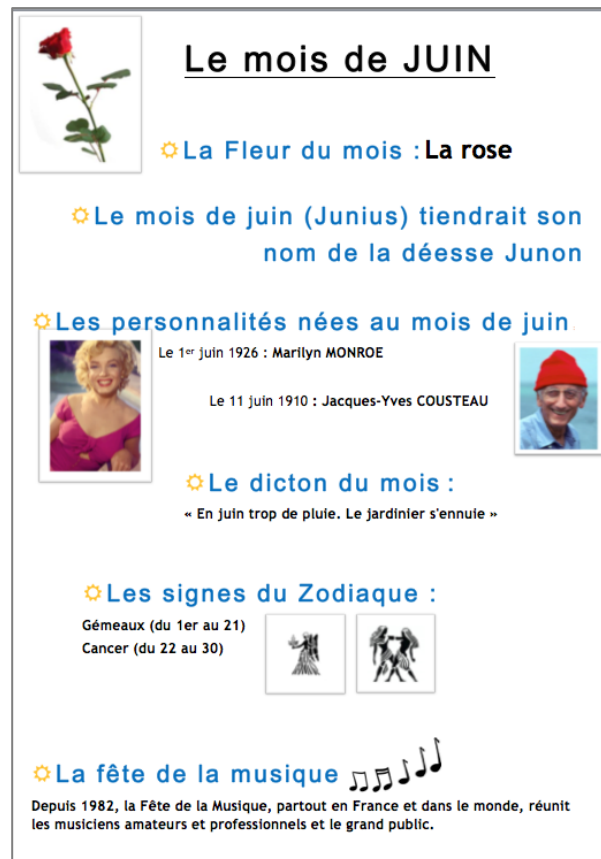 Le mois de JUIN
La Fleur du mois : La rose
Le mois de juin (Junius) tiendrait son
nom de la déesse Junon
Les personnalités nées au mois de juin
Le 1er juin 1926 : Marilyn MONROE
Le 11 juin 1910 : Jacques-Yves COUSTEAU
Le dicton du mois :
« En juin trop de pluie. Le jardinier s'ennuie »
Les signes du Zodiaque :
Gémeaux (du 1er au 21)
Cancer (du 22 au 30)
La fête de la musique
Depuis 1982, la Fête de la Musique, partout en France et dans le monde, réunit
les musiciens amateurs et professionnels et le grand public.